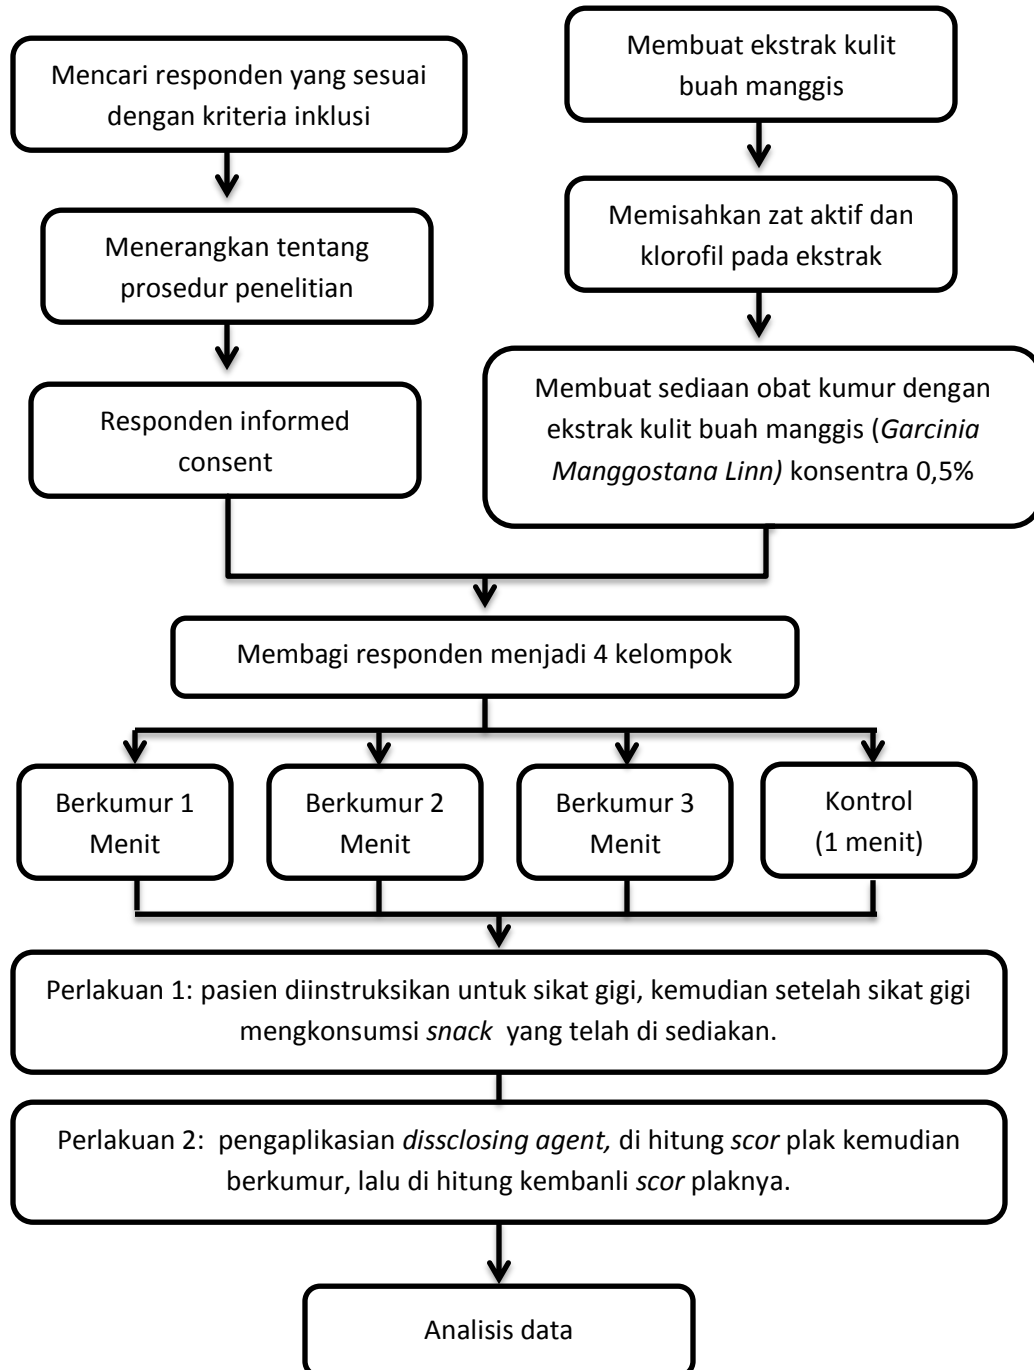 Mencari responden yang sesuai
dengan kriteria inklusi
Membuat ekstrak kulit
buah manggis
Menerangkan tentang
prosedur penelitian
Memisahkan zat aktif dan
klorofil pada ekstrak
Responden informed
consent
Membuat sediaan obat kumur dengan
ekstrak kulit buah manggis (Garcinia
Manggostana Linn) konsentra 0,5%
Membagi responden menjadi 4 kelompok
Berkumur 1
Menit
Berkumur 2
Menit
Berkumur 3
Menit
Kontrol
(1 menit)
Perlakuan 1: pasien diinstruksikan untuk sikat gigi, kemudian setelah sikat gigi
mengkonsumsi snack yang telah di sediakan.
Perlakuan 2: pengaplikasian dissclosing agent, di hitung scor plak kemudian
berkumur, lalu di hitung kembanli scor plaknya.
Analisis data